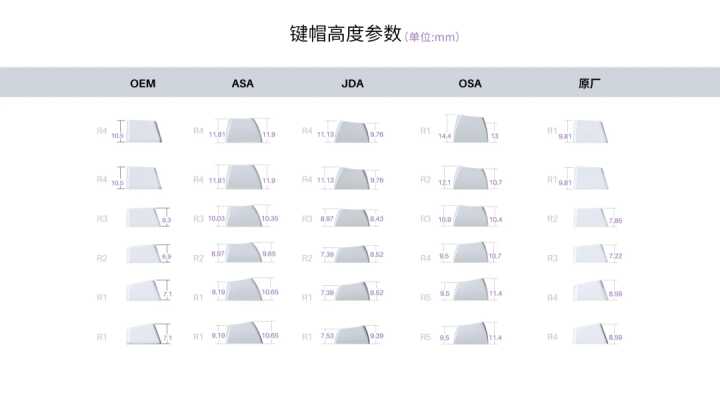 键帽高度参数(单位:mm)
OEM ASA JDA OSA 原厂
R4 10.5 R4 11.81 11.9 R4 11.13 9.76 R1 14.4 13 R1 9.81
R4 10.5 R4 11.81 11.9 R4 11.13 9.76 R2 12.1 10.7 R1 9.81
R3 9.3 R3 10.03 10.35 R3 8.97 8.43 R3 10.4 R2 7.85
R2 R2 8.97 9.65 R2 7.39 8.52 R4 9.5 10.7 R3 7.22
R1 7.1 R1 9.19 10.65 R1 7.39 9.52 R5 9.5 11.4 R4 8.59
R1 7.1 R1 9.19 10.65 R1 7.53 9.39 R5 9.5 11.4 R4 8.59